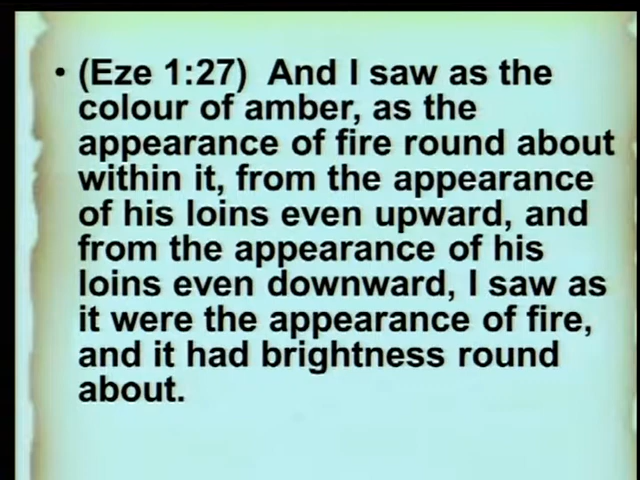 • (Eze 1:27)  And I saw as the
colour of amber, as the
appearance of fire round about
within it, from the appearance
of his loins even upward, and
from the appearance of his
loins even downward, I saw as
it were the appearance of fire,
and it had brightness round
about.